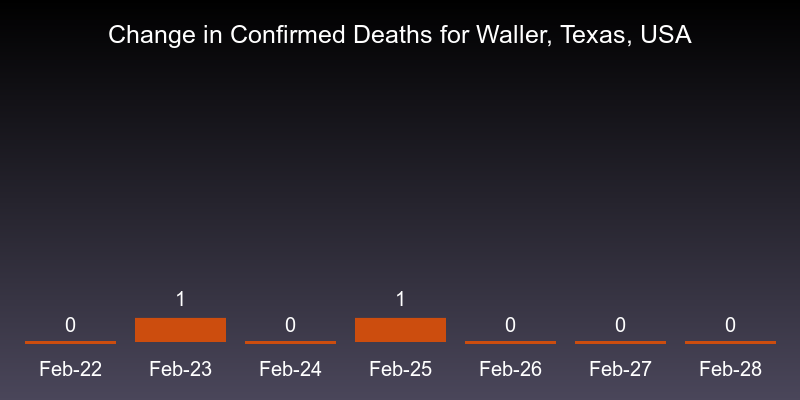 Change in Confirmed Deaths for Waller, Texas, USA
0 1 0 1 0 0 0
Feb-22 Feb-23 Feb-24 Feb-25 Feb-26 Feb-27 Feb-28